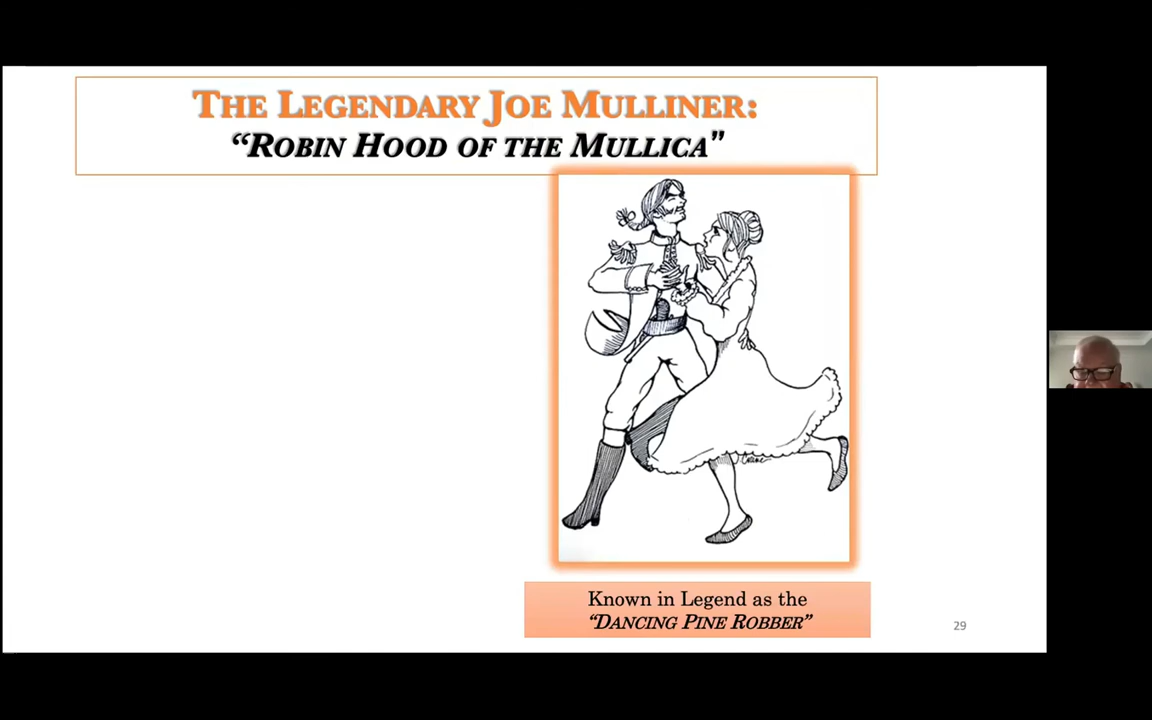 THE LEGENDARY JOE MULLINER:
“ROBIN HOOD OF THE MULLICA"
Known in Legend as the
“DANCING PINE ROBBER”
29